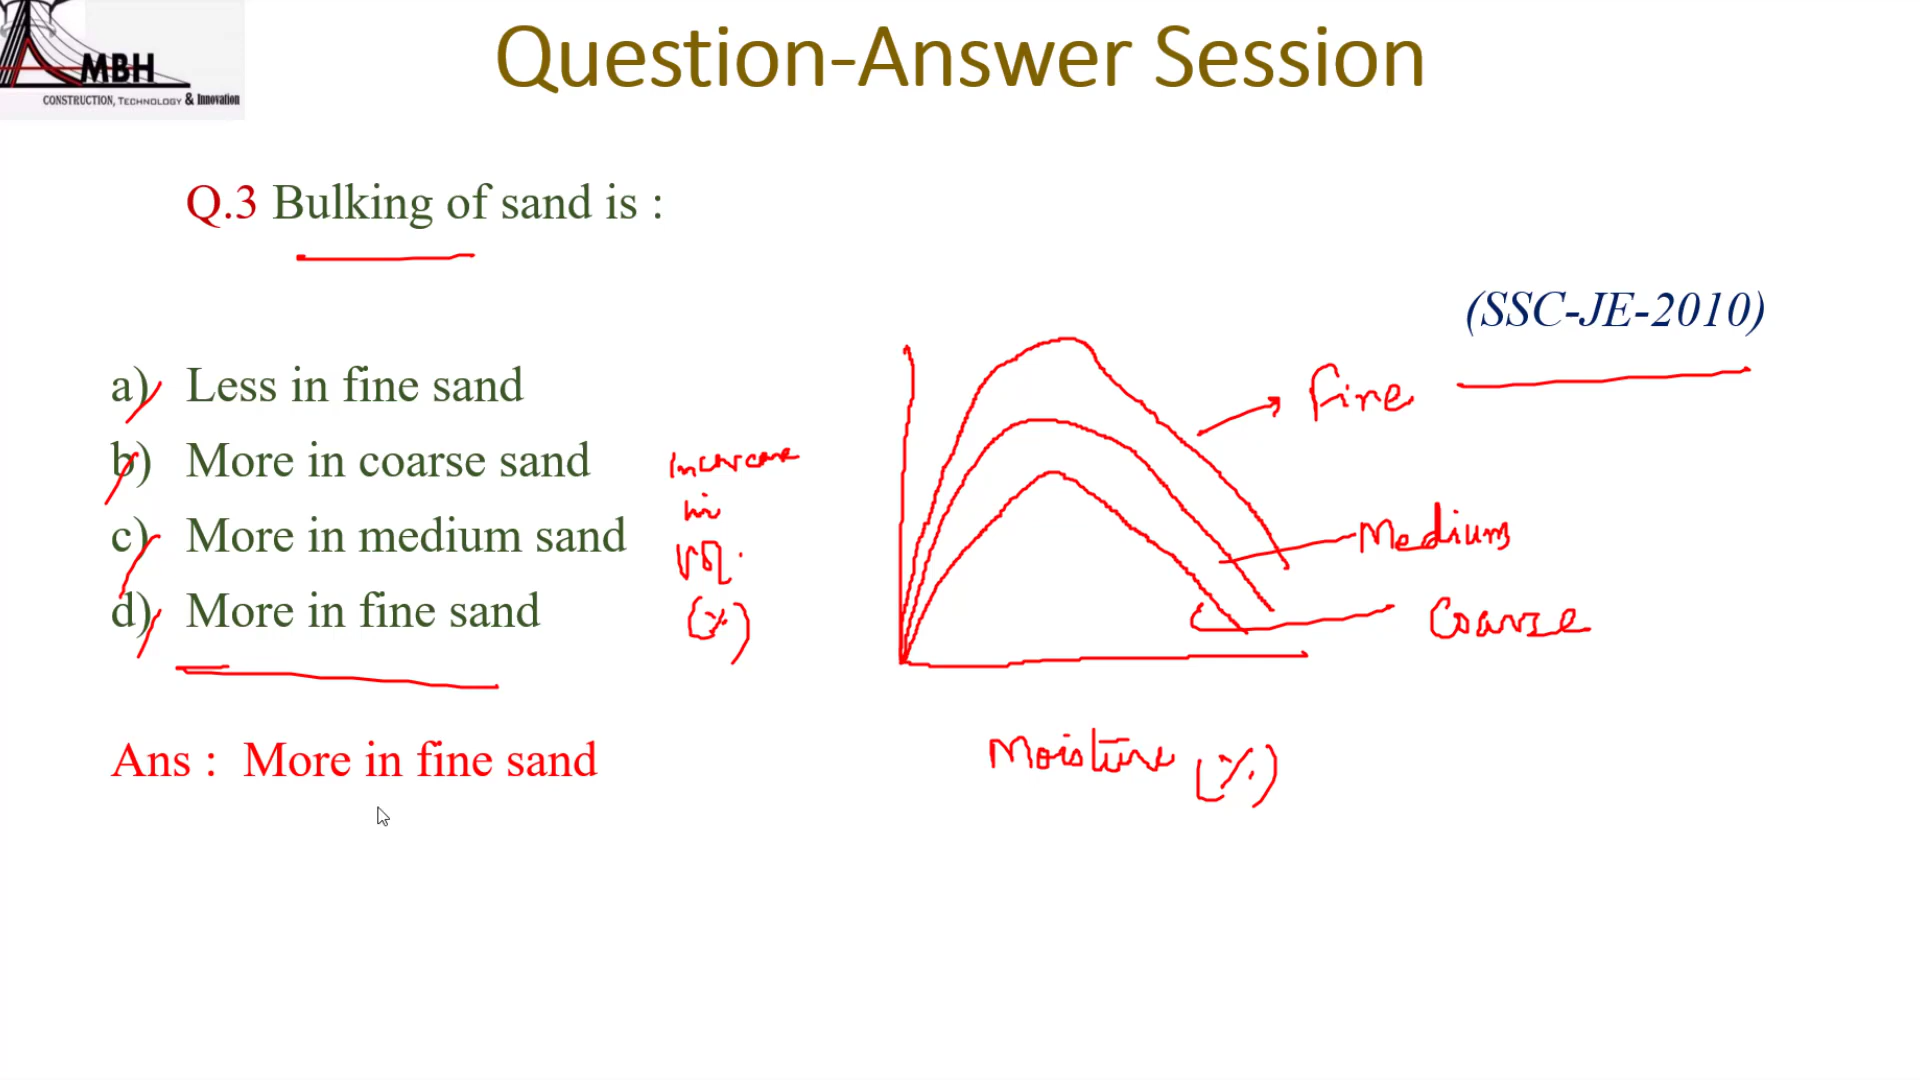 MBH
CONSTRUCTION, TECHNOLOGY & Innovation
Question-Answer Session
Q.3 Bulking of sand is :
(SSC-JE-2010)
a) Less in fine sand
b) More in coarse sand
c) More in medium sand
d) More in fine sand
Ans : More in fine sand
Increase
in
vol.
(%)
Fine
Medium
Coarse
Moisture (%)